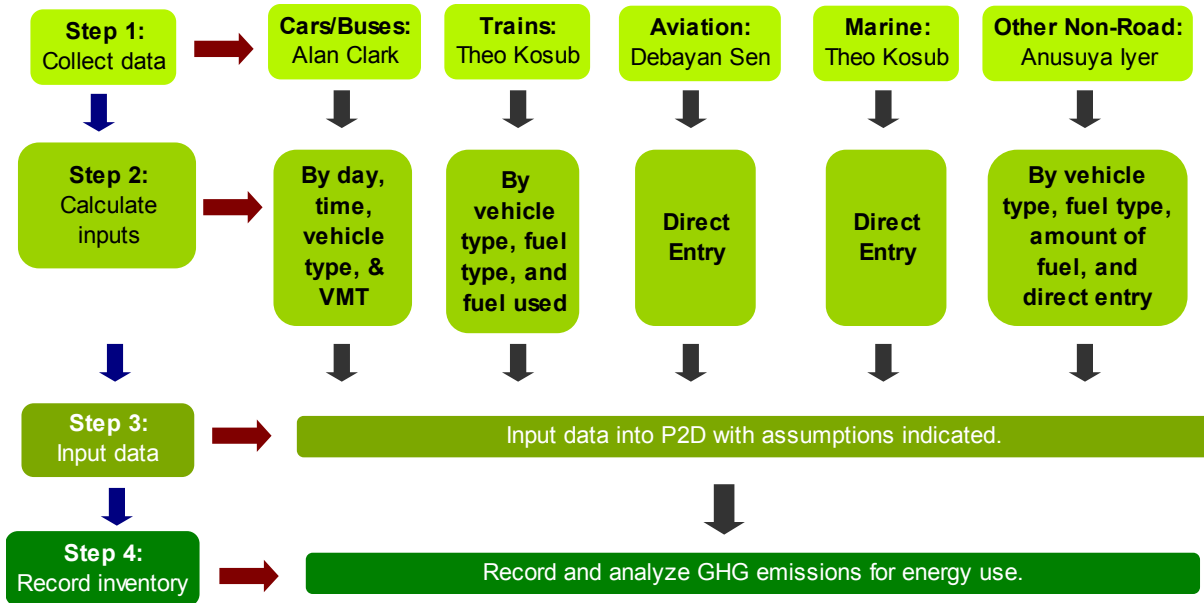 Step 1:
Collect data
Cars/Buses:
Alan Clark
Trains:
Theo Kosub
Aviation:
Debayan Sen
Marine:
Theo Kosub
Other Non-Road:
Anusuya Iyer
Step 2:
Calculate
inputs
By day,
time,
vehicle
type, &
VMT
By
vehicle
type, fuel
type, and
fuel used
Direct
Entry
Direct
Entry
By vehicle
type, fuel type,
amount of
fuel, and
direct entry
Step 3:
Input data
Input data into P2D with assumptions indicated.
Step 4:
Record inventory
Record and analyze GHG emissions for energy use.